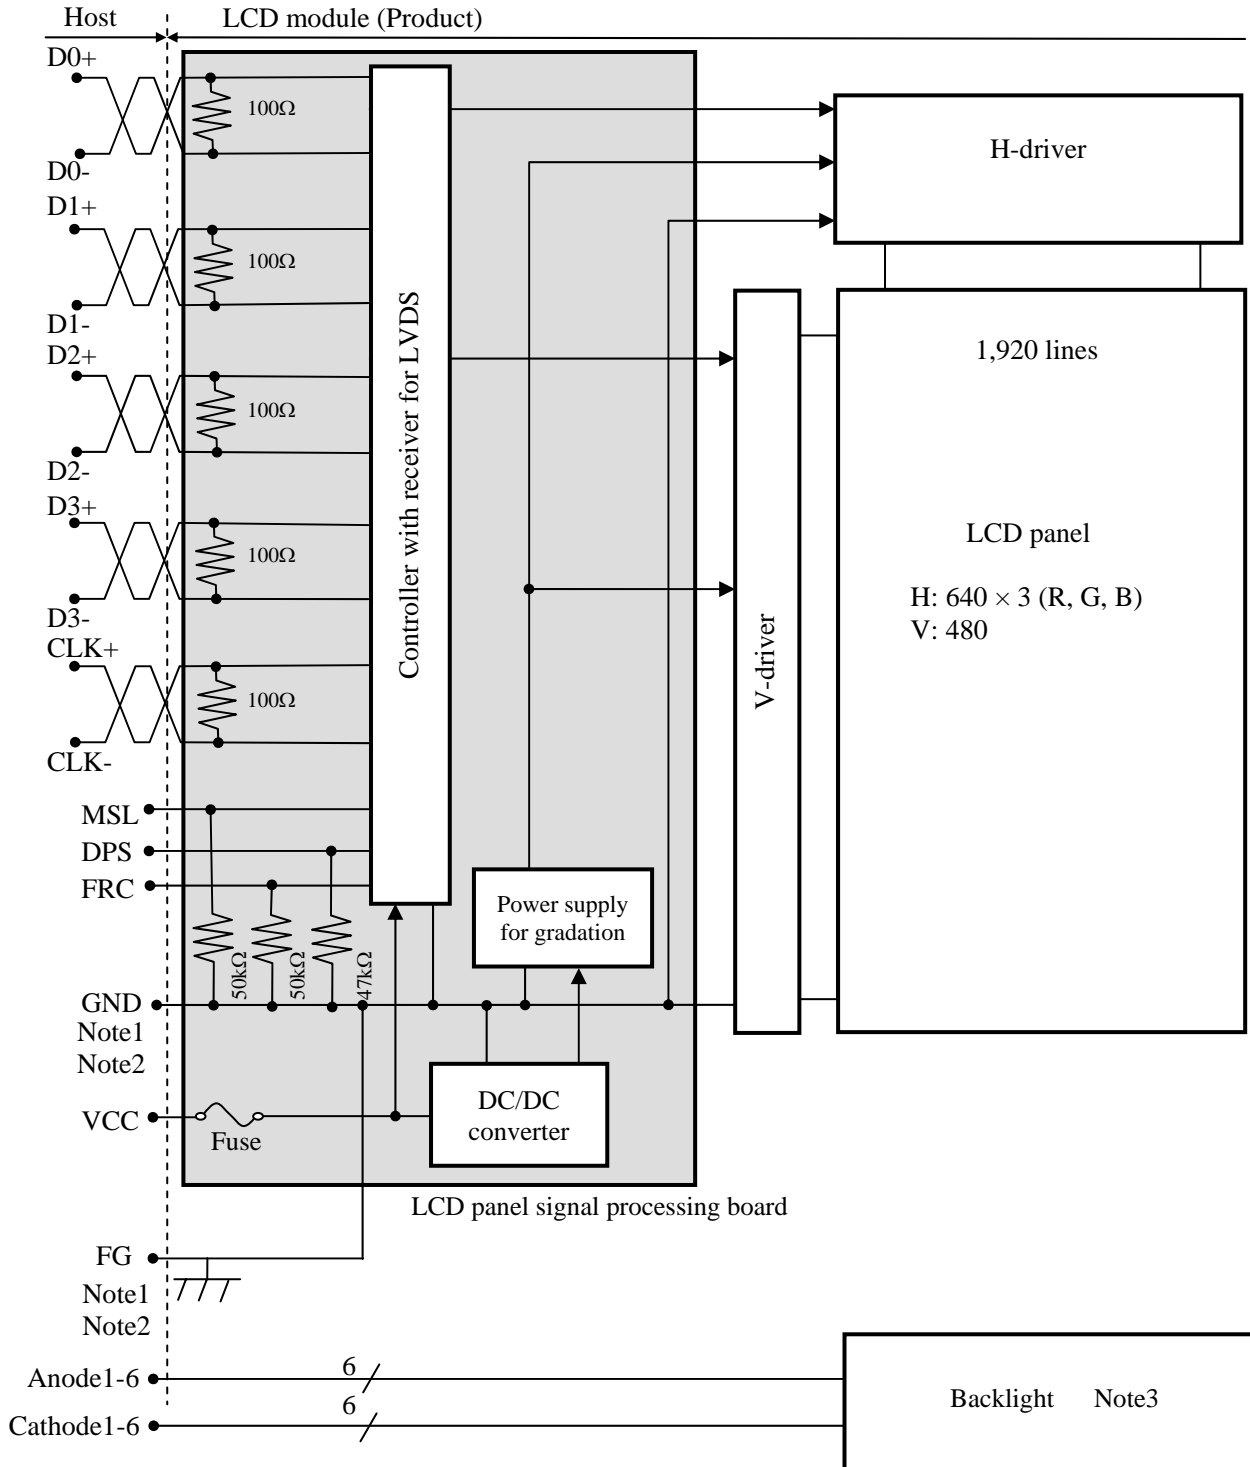 Host
LCD module (Product)
D0+
100Ω
D0-
H-driver
D1+
100Ω
D1-
D2+
100Ω
D2-
D3+
100Ω
D3-
CLK+
100Ω
CLK-
Controller with receiver for LVDS
V-driver
1,920 lines
LCD panel
H: 640 × 3 (R, G, B)
V: 480
MSL
DPS
FRC
50kΩ
50kΩ
47kΩ
Power supply
for gradation
GND
Note1
Note2
VCC
Fuse
DC/DC
converter
LCD panel signal processing board
FG
Note1
Note2
Anode1-6
6
Cathode1-6
6
Backlight Note3